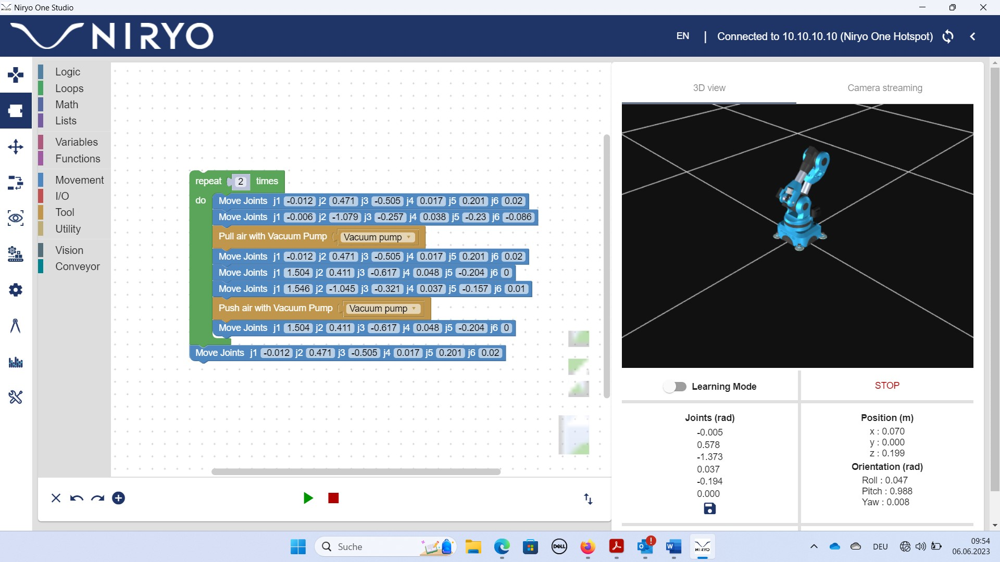 Niryo One Studio
NIRYO
EN | Connected to 10.10.10.10 (Niryo One Hotspot)
Logic
Loops
Math
Lists
Variables
Functions
Movement
I/O
Tool
Utility
Vision
Conveyor
repeat 2 times
do Move Joints j1 -0.012 j2 0.471 j3 -0.505 j4 0.017 j5 0.201 j6 0.02
Move Joints j1 -0.006 j2 -1.079 j3 -0.257 j4 0.038 j5 -0.23 j6 -0.086
Pull air with Vacuum Pump Vacuum pump
Move Joints j1 -0.012 j2 0.471 j3 -0.505 j4 0.017 j5 0.201 j6 0.02
Move Joints j1 1.504 j2 0.411 j3 -0.617 j4 0.048 j5 -0.204 j6 0
Move Joints j1 1.546 j2 -1.045 j3 -0.321 j4 0.037 j5 -0.157 j6 0.01
Push air with Vacuum Pump Vacuum pump
Move Joints j1 1.504 j2 0.411 j3 -0.617 j4 0.048 j5 -0.204 j6 0
Move Joints j1 -0.012 j2 0.471 j3 -0.505 j4 0.017 j5 0.201 j6 0.02
3D view
Camera streaming
Learning Mode
STOP
Joints (rad)
-0.005
0.578
-1.373
0.037
-0.194
0.000
Position (m)
x : 0.070
y : 0.000
z : 0.199
Orientation (rad)
Roll : 0.047
Pitch : 0.988
Yaw : 0.008
Suche
DELL
NIRYO
DEU
09:54
06.06.2023